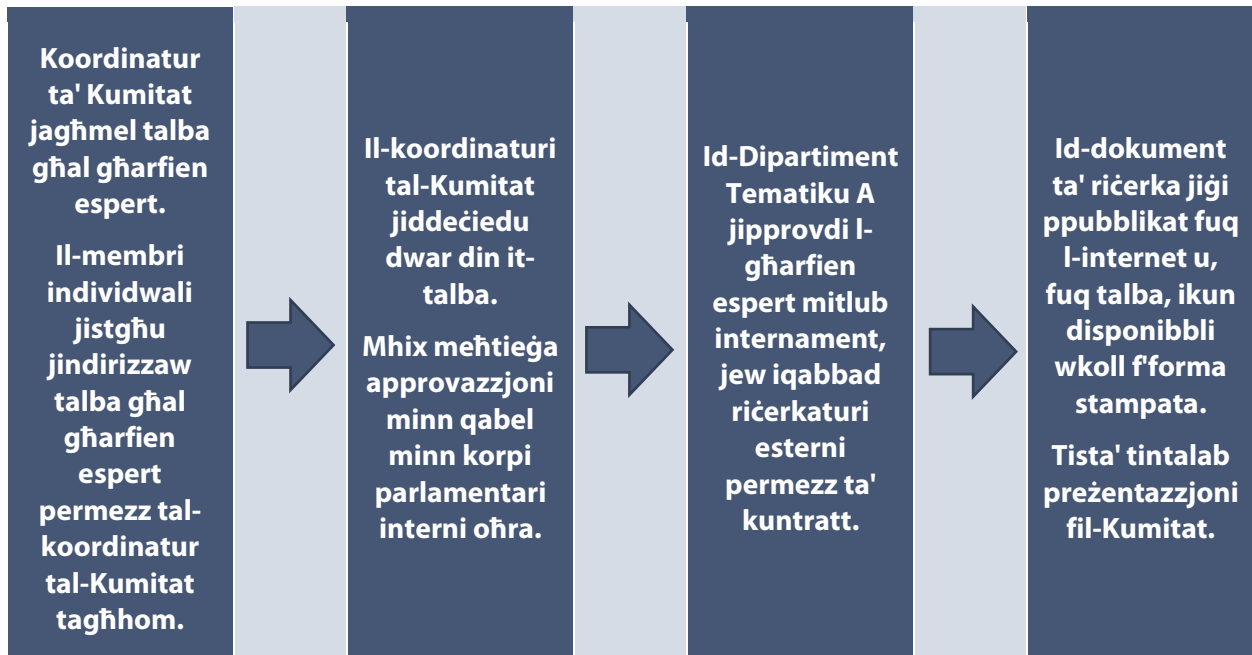 Koordinatur
ta' Kumitat
jagħmel talba
għal għarfien
espert.
Il-membri
individwali
jistgħu
jindirizzaw
talba għal
għarfien
espert
permezz tal-
koordinatur
tal-Kumitat
tagħhom.
Il-koordinaturi
tal-Kumitat
jiddeċiedu
dwar din it-
talba.
Mhix meħtieġa
approvazzjoni
minn qabel
minn korpi
parlamentari
interni oħra.
Id-Dipartiment
Tematiku A
jipprovdi l-
għarfien
espert mitlub
internament,
jew iqabbad
riċerkaturi
esterni
permezz ta'
kuntratt.
Id-dokument
ta' riċerka jiġi
ppubblikat fuq
l-internet u,
fuq talba, ikun
disponibbli
wkoll f'forma
stampata.
Tista' tintalab
preżentazzjoni
fil-Kumitat.